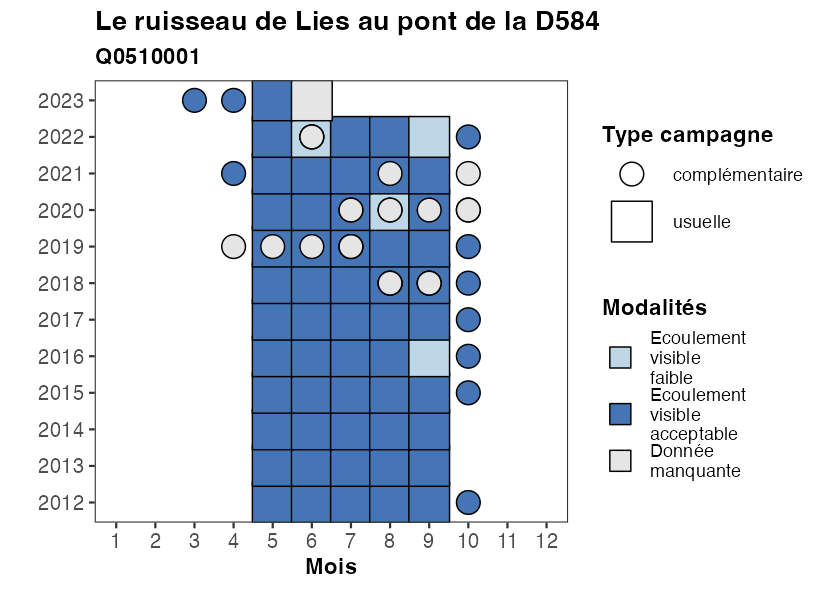 Le ruisseau de Lies au pont de la D584
Q0510001
2023
2022
2021
2020
2019
2018
2017
2016
2015
2014
2013
2012
1 2 3 4 5 6 7 8 9 10 11 12
Mois
Type campagne
complémentaire
usuelle
Modalités
Ecoulement
visible
faible
Ecoulement
visible
acceptable
Donnée
manquante